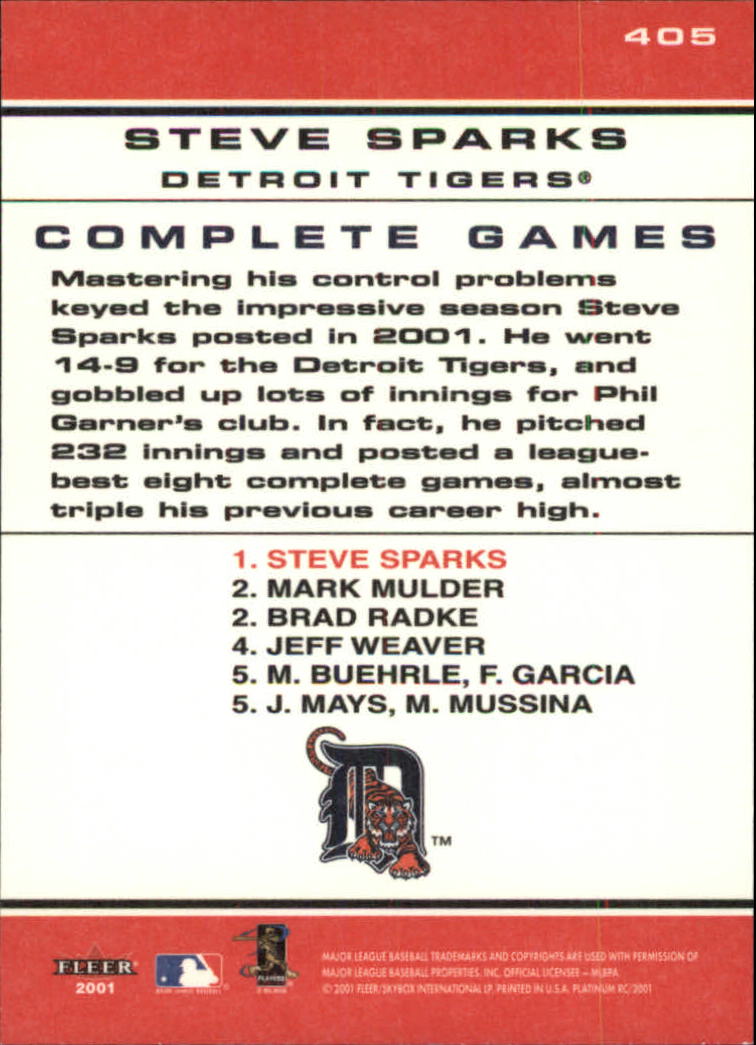 405
STEVE SPARKS
DETROIT TIGERS®
COMPLETE GAMES
Mastering his control problems
keyed the impressive season Steve
Sparks posted in 2001. He went
14-9 for the Detroit Tigers, and
gobbled up lots of innings for Phil
Garner's club. In fact, he pitched
232 innings and posted a league-
best eight complete games, almost
triple his previous career high.
1. STEVE SPARKS
2. MARK MULDER
2. BRAD RADKE
4. JEFF WEAVER
5. M. BUEHRLE, F. GARCIA
5. J. MAYS, M. MUSSINA
TM
FLEER
2001
PLAYERS
MAJOR LEAGUE BASEBALL TRADEMARKS AND COPYRIGHTS ARE USED WITH PERMISSION OF
MAJOR LEAGUE BASEBALL PROPERTIES, INC. OFFICIAL LICENSEE – MLBPA
© 2001 FLEER/SKYBOX INTERNATIONAL LP. PRINTED IN U.S.A. PLATINUM RC/2001